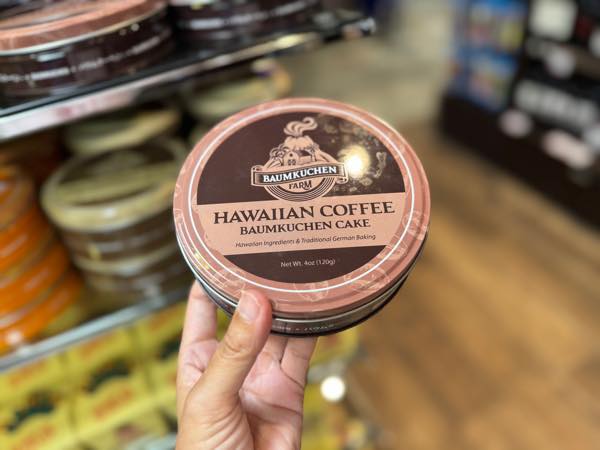 BAUMKUCHEN
FARM
HAWAIIAN COFFEE
BAUMKUCHEN CAKE
Hawaiian Ingredients & Traditional German Baking
Net Wt. 4oz (120g)